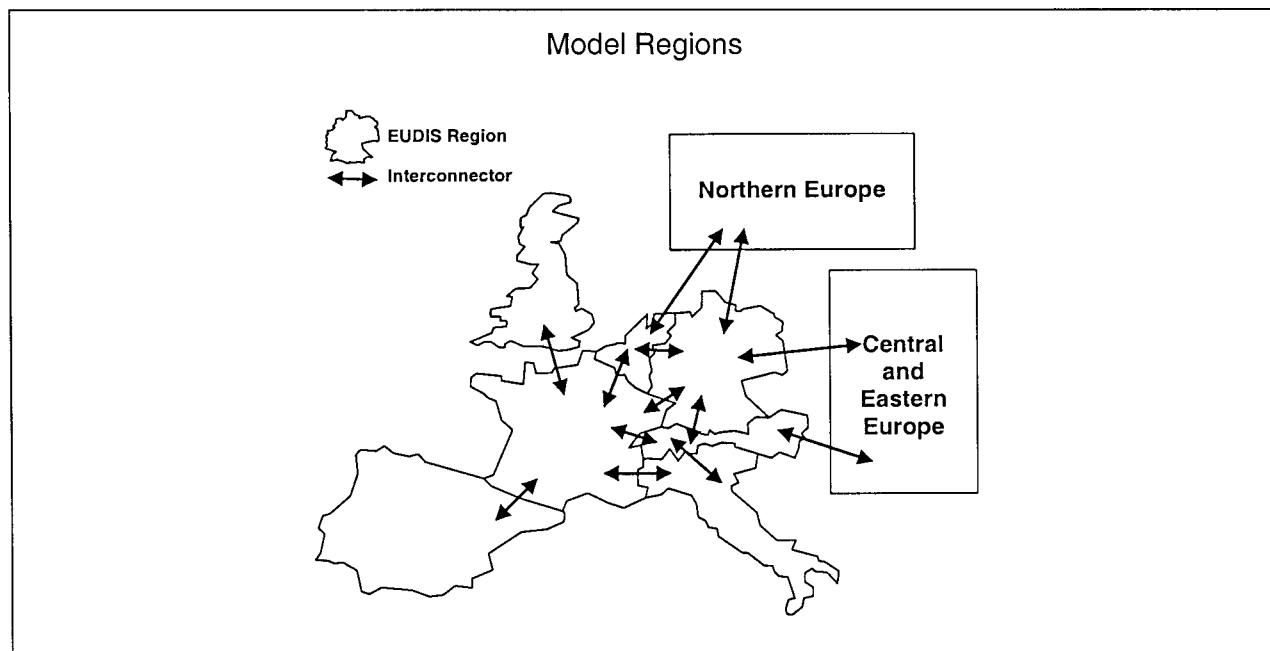 Model Regions
EUDIS Region
Interconnector
Northern Europe
Central
and
Eastern
Europe